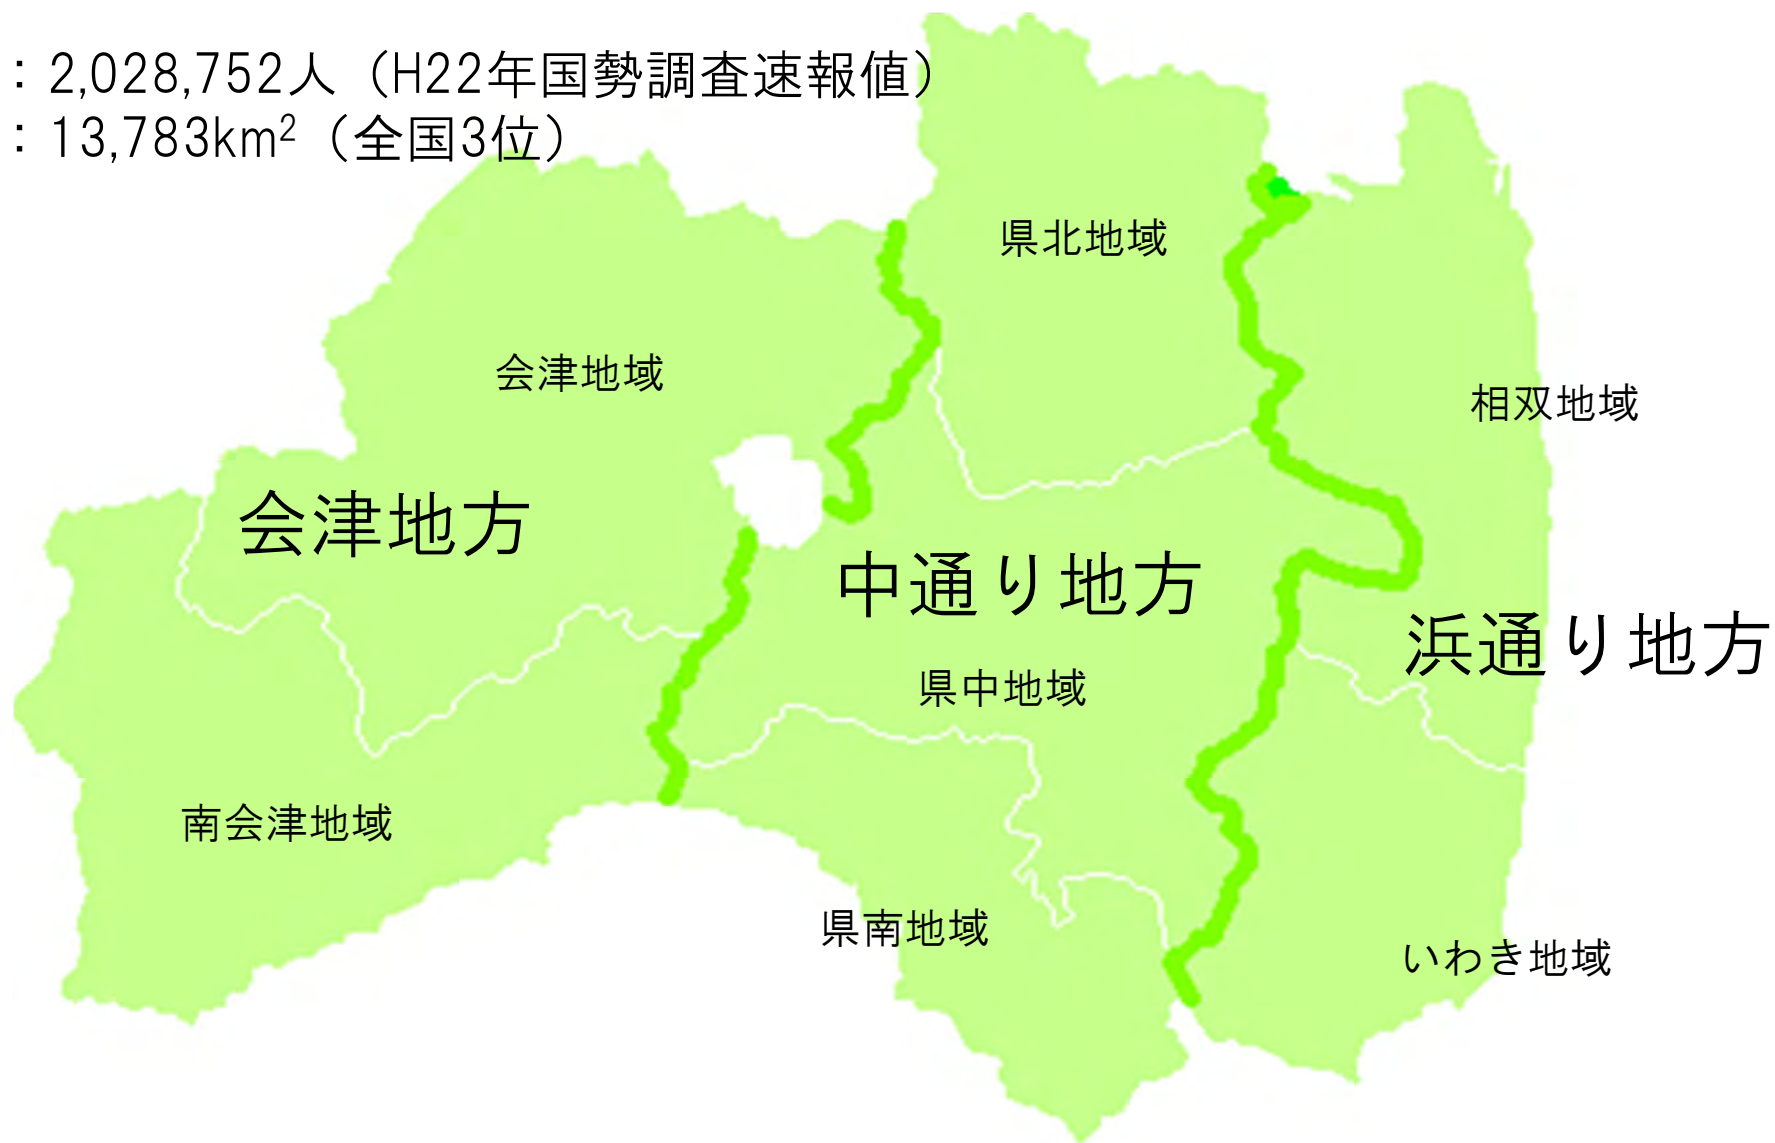 ：2,028,752人（H22年国勢調査速報値）
：13,783km²（全国3位）
県北地域
会津地域
相双地域
会津地方
中通り地方
浜通り地方
県中地域
南会津地域
県南地域
いわき地域